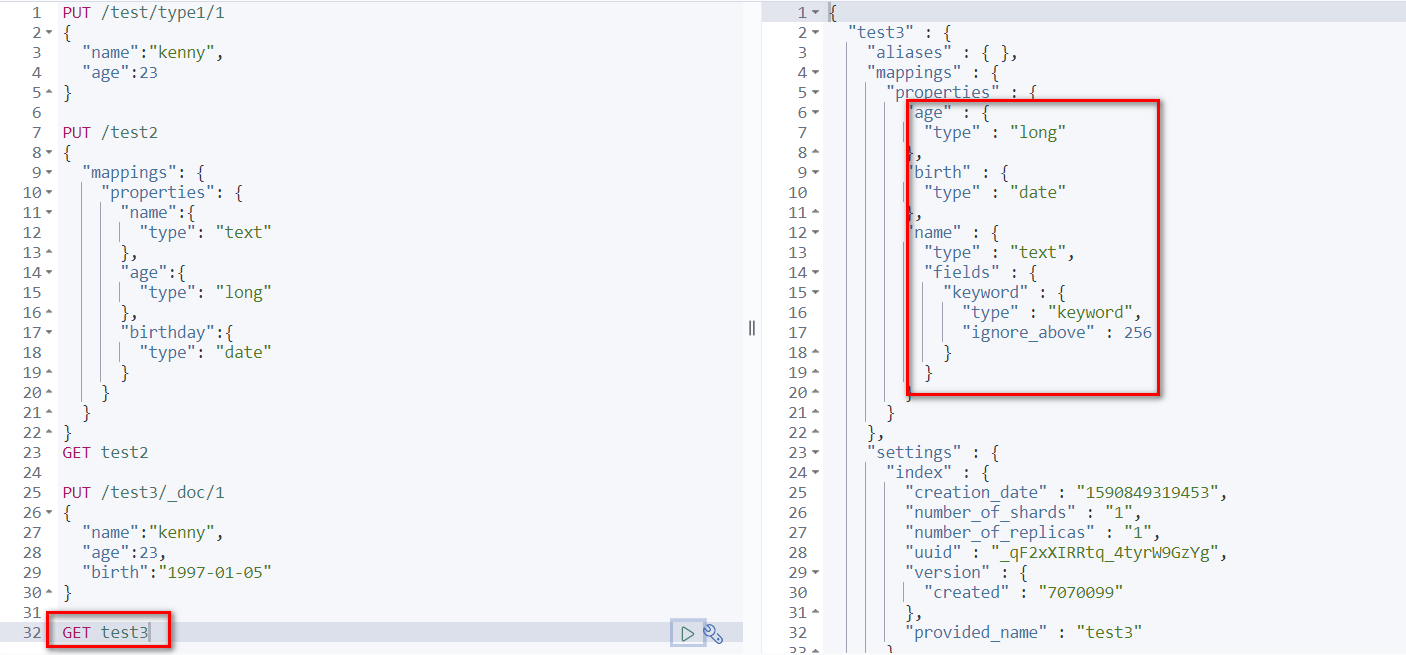 1 PUT /test/type1/1
2 {
3 "name":"kenny",
4 "age":23
5 }
6
7 PUT /test2
8 {
9 "mappings": {
10 "properties": {
11 "name":{
12 "type": "text"
13 },
14 "age":{
15 "type": "long"
16 },
17 "birthday":{
18 "type": "date"
19 }
20 }
21 }
22 }
23 GET test2
24
25 PUT /test3/_doc/1
26 {
27 "name":"kenny",
28 "age":23,
29 "birth":"1997-01-05"
30 }
31
32 GET test3
1 {
2 "test3" : {
3 "aliases" : { },
4 "mappings" : {
5 "properties" : {
6 "age" : {
7 "type" : "long"
8 },
9 "birth" : {
10 "type" : "date"
11 },
12 "name" : {
13 "type" : "text",
14 "fields" : {
15 "keyword" : {
16 "type" : "keyword",
17 "ignore_above" : 256
18 }
19 }
20 }
21 }
22 },
23 "settings" : {
24 "index" : {
25 "creation_date" : "1590849319453",
26 "number_of_shards" : "1",
27 "number_of_replicas" : "1",
28 "uuid" : "_qF2xXIRRtq_4tyrW9GzYg",
29 "version" : {
30 "created" : "7070099"
31 },
32 "provided_name" : "test3"
33 }